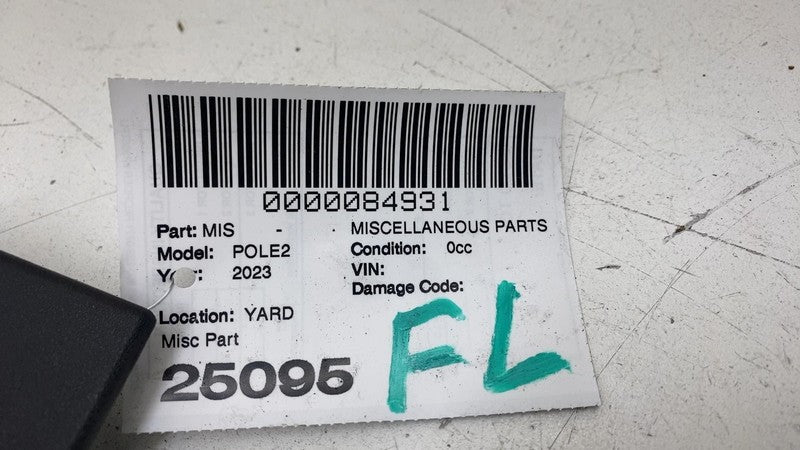 0000084931
Part: MIS - . MISCELLANEOUS PARTS
Model: POLE2 Condition: 0cc
Year: 2023 VIN:
Damage Code:
Location: YARD
Misc Part
25095 FL